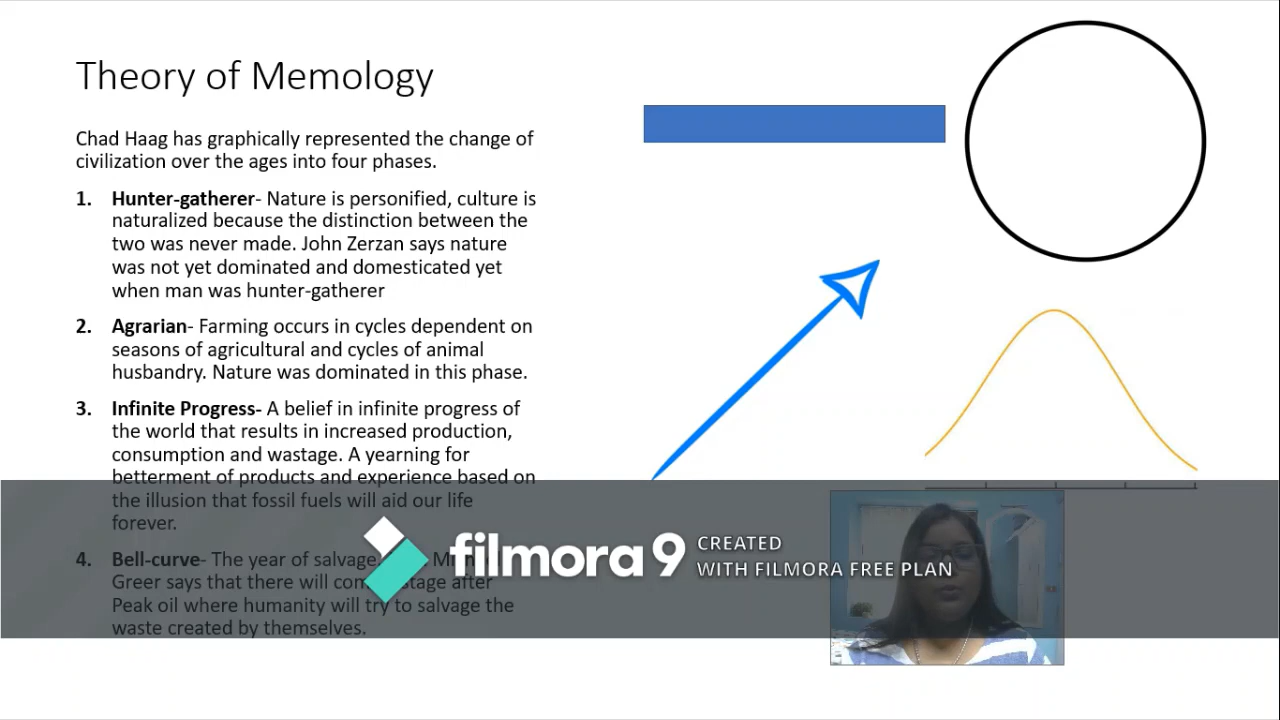 Theory of Memology
Chad Haag has graphically represented the change of
civilization over the ages into four phases.
1. Hunter-gatherer- Nature is personified, culture is
naturalized because the distinction between the
two was never made. John Zerzan says nature
was not yet dominated and domesticated yet
when man was hunter-gatherer
2. Agrarian- Farming occurs in cycles dependent on
seasons of agricultural and cycles of animal
husbandry. Nature was dominated in this phase.
3. Infinite Progress- A belief in infinite progress of
the world that results in increased production,
consumption and wastage. A yearning for
betterment of products and experience based on
the illusion that fossil fuels will aid our life
forever.
4. Bell-curve- The year of salvage
Greer says that there will after
Peak oil where humanity will try to salvage the
waste created by themselves.
filmora9
CREATED
WITH FILMORA FREE PLAN